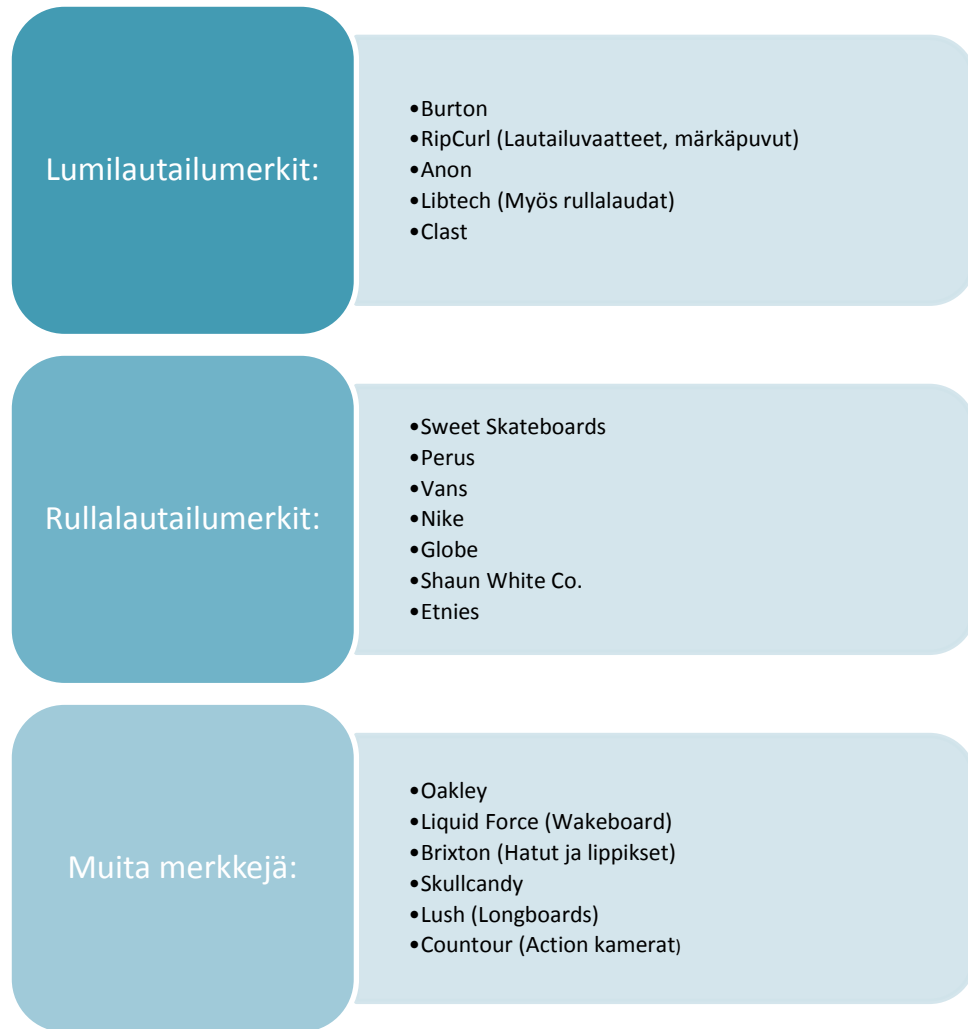 Lumilautailumerkit:
•Burton
•RipCurl (Lautailuvaatteet, märkäpuvut)
•Anon
•Libtech (Myös rullalaudat)
•Clast
Rullalautailumerkit:
•Sweet Skateboards
•Perus
•Vans
•Nike
•Globe
•Shaun White Co.
•Etnies
Muita merkkejä:
•Oakley
•Liquid Force (Wakeboard)
•Brixton (Hatut ja lippikset)
•Skullcandy
•Lush (Longboards)
•Countour (Action kamerat)